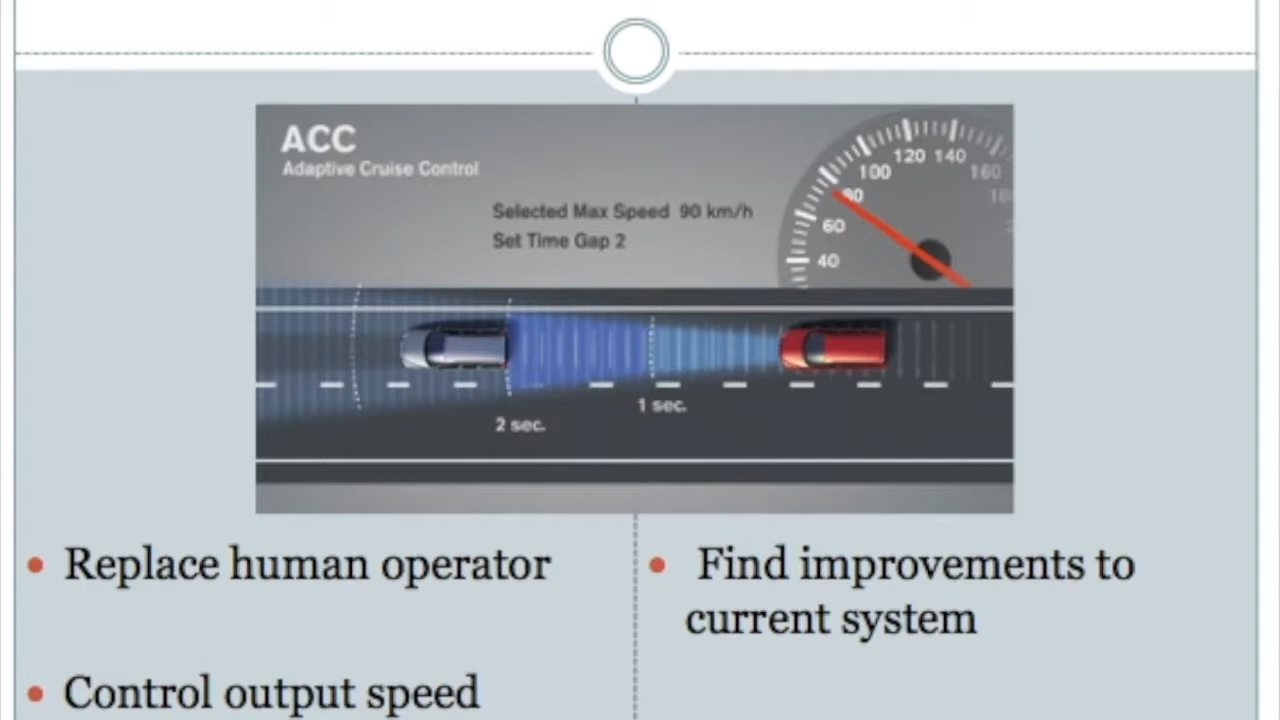 ACC
Adaptive Cruise Control
Selected Max Speed 90 km/h
Set Time Gap 2
40
60
80
100
120
140
160
1 sec.
2 sec.
• Replace human operator
• Control output speed
• Find improvements to
current system